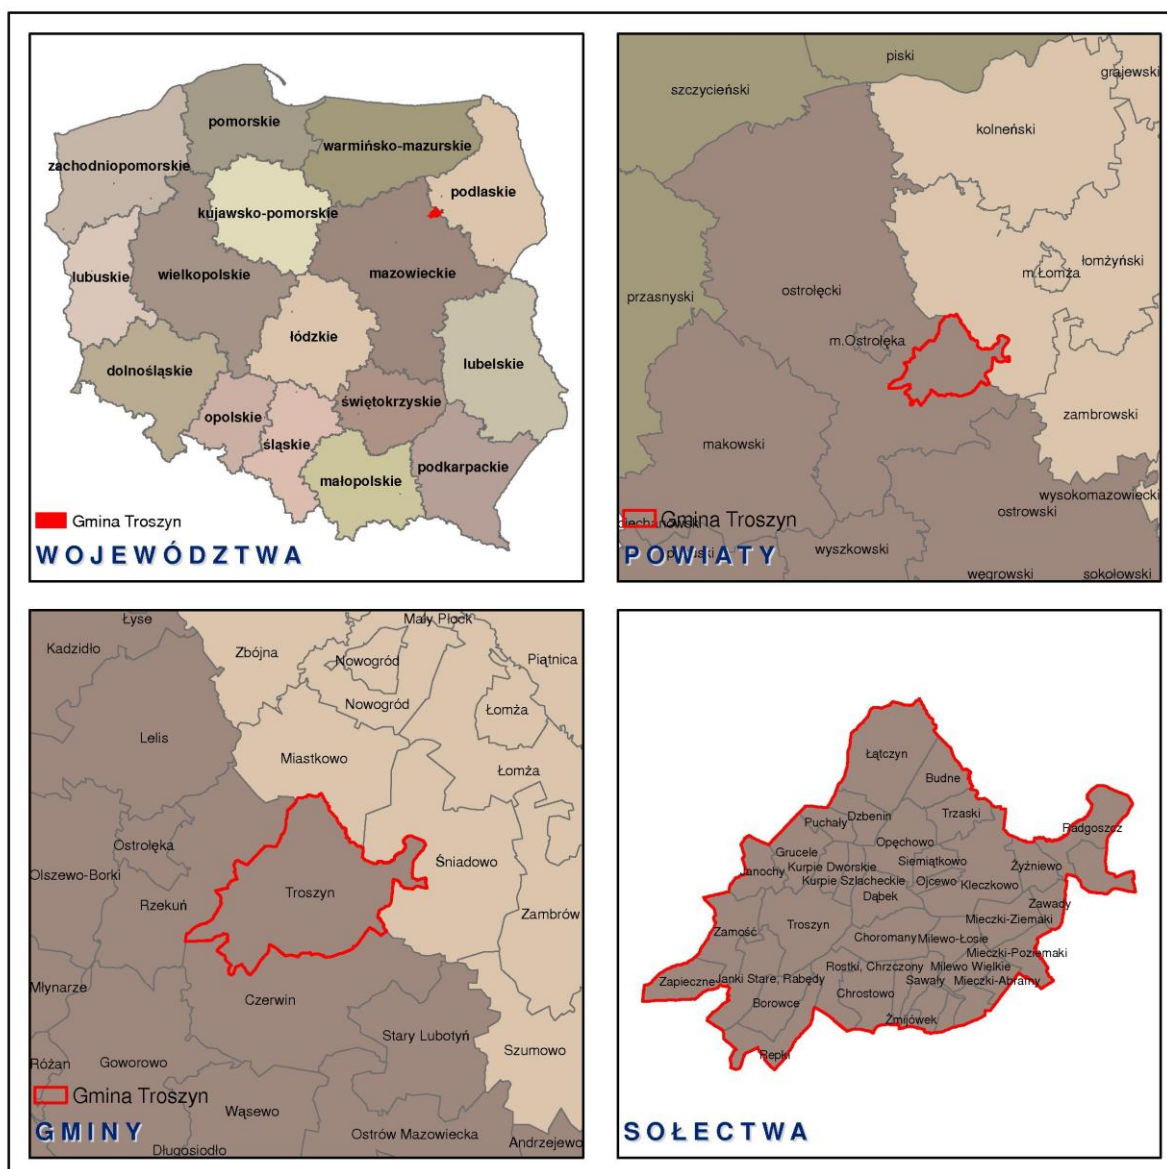 pomorskie
warmińsko-mazurskie
zachodniopomorskie
podlaskie
kujawsko-pomorskie
lubuskie
wielkopolskie
mazowieckie
łódzkie
dolnośląskie
lubelskie
opolskie
świętokrzyskie
śląskie
podkarpackie
małopolskie
Gmina Troszyn
WOJEWÓDZTWA
piski
grajewski
szczycieński
kolneński
łomżyński
m.Łomża
ostrołęcki
przasnyski
m.Ostrołęka
zambrowski
makowski
wysokomazowiecki
ostrowski
Gmina Troszyn
wyszkowski
POWIATY
węgrowski
sokołowski
Łyse
Mały Płock
Kadzidło
Zbójna
Nowogród
Piątnica
Nowogród
Łomża
Lelis
Miastkowo
Łomża
Ostrołęka
Śniadowo
Olszewo-Borki
Troszyn
Rzekuń
Zambrów
Młynarze
Czerwin
Stary Lubotyń
Szumowo
Różan
Goworowo
Gmina Troszyn
Wąsewo
GMINY
Ostrów Mazowiecka
Andrzejewo
Długosiodło
Łątczyn
Budne
Puchały
Dzbenin
Trzaski
Radgoszcz
Opęchowo
Grucele
Siemiątkowo
Kurpie Dworskie
Żyźniewo
Janochy
Kurpie Szlacheckie
Ojcewo
Kleczkowo
Dąbek
Zawady
Mieczki-Ziemaki
Troszyn
Zamość
Choromany
Milewo-Łosie
Mieczki-Poziemaki
Rostki, Chrzczony
Milewo Wielkie
Zapieczne
Janki Stare, Rabędy
Sawały
Mieczki-Abramy
Chrostowo
Borowce
Żmijówek
Repki
SOŁECTWA